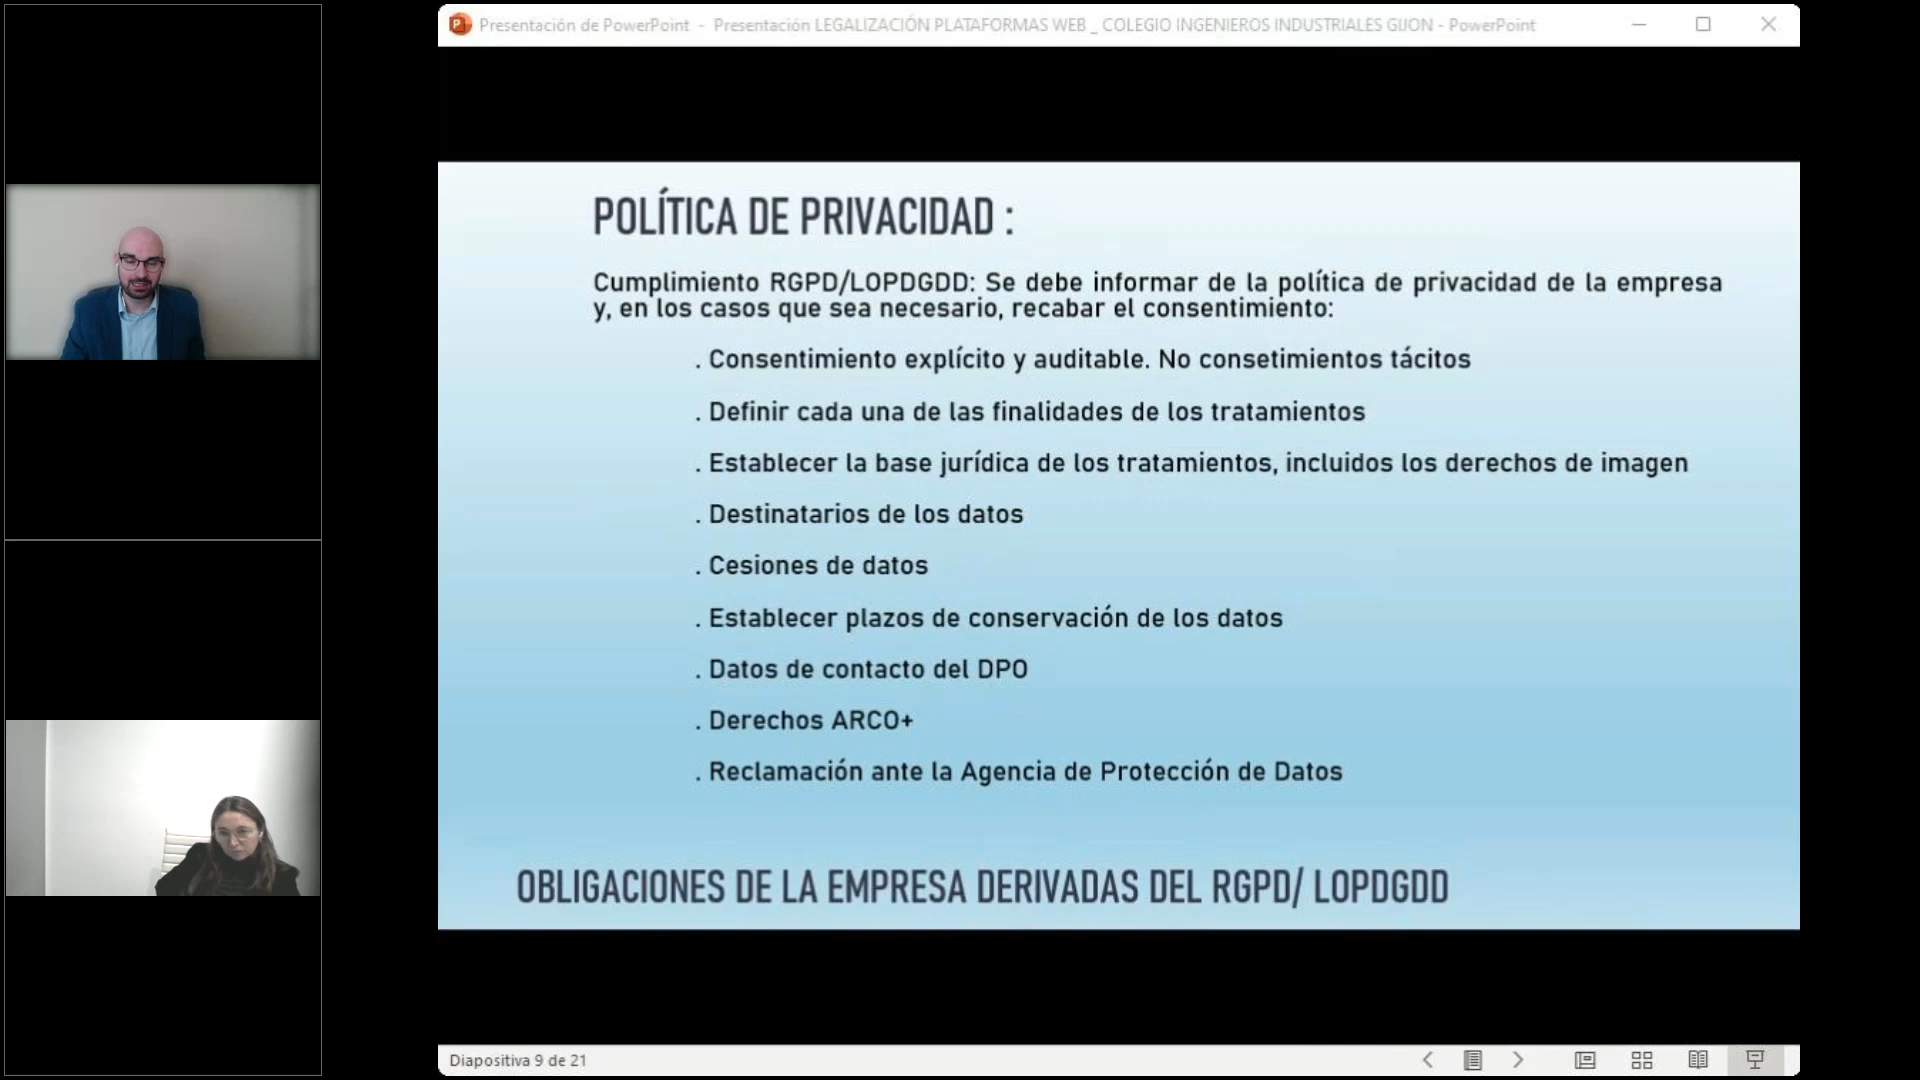 Presentación de PowerPoint - Presentación LEGALIZACIÓN PLATAFORMAS WEB _ COLEGIO INGENIEROS INDUSTRIALES GIJON - PowerPoint
POLÍTICA DE PRIVACIDAD :
Cumplimiento RGPD/LOPDGDD: Se debe informar de la política de privacidad de la empresa
y, en los casos que sea necesario, recabar el consentimiento:
. Consentimiento explícito y auditable. No consetimientos tácitos
. Definir cada una de las finalidades de los tratamientos
. Establecer la base jurídica de los tratamientos, incluidos los derechos de imagen
. Destinatarios de los datos
. Cesiones de datos
. Establecer plazos de conservación de los datos
. Datos de contacto del DPO
. Derechos ARCO+
. Reclamación ante la Agencia de Protección de Datos
OBLIGACIONES DE LA EMPRESA DERIVADAS DEL RGPD/ LOPDGDD
Diapositiva 9 de 21